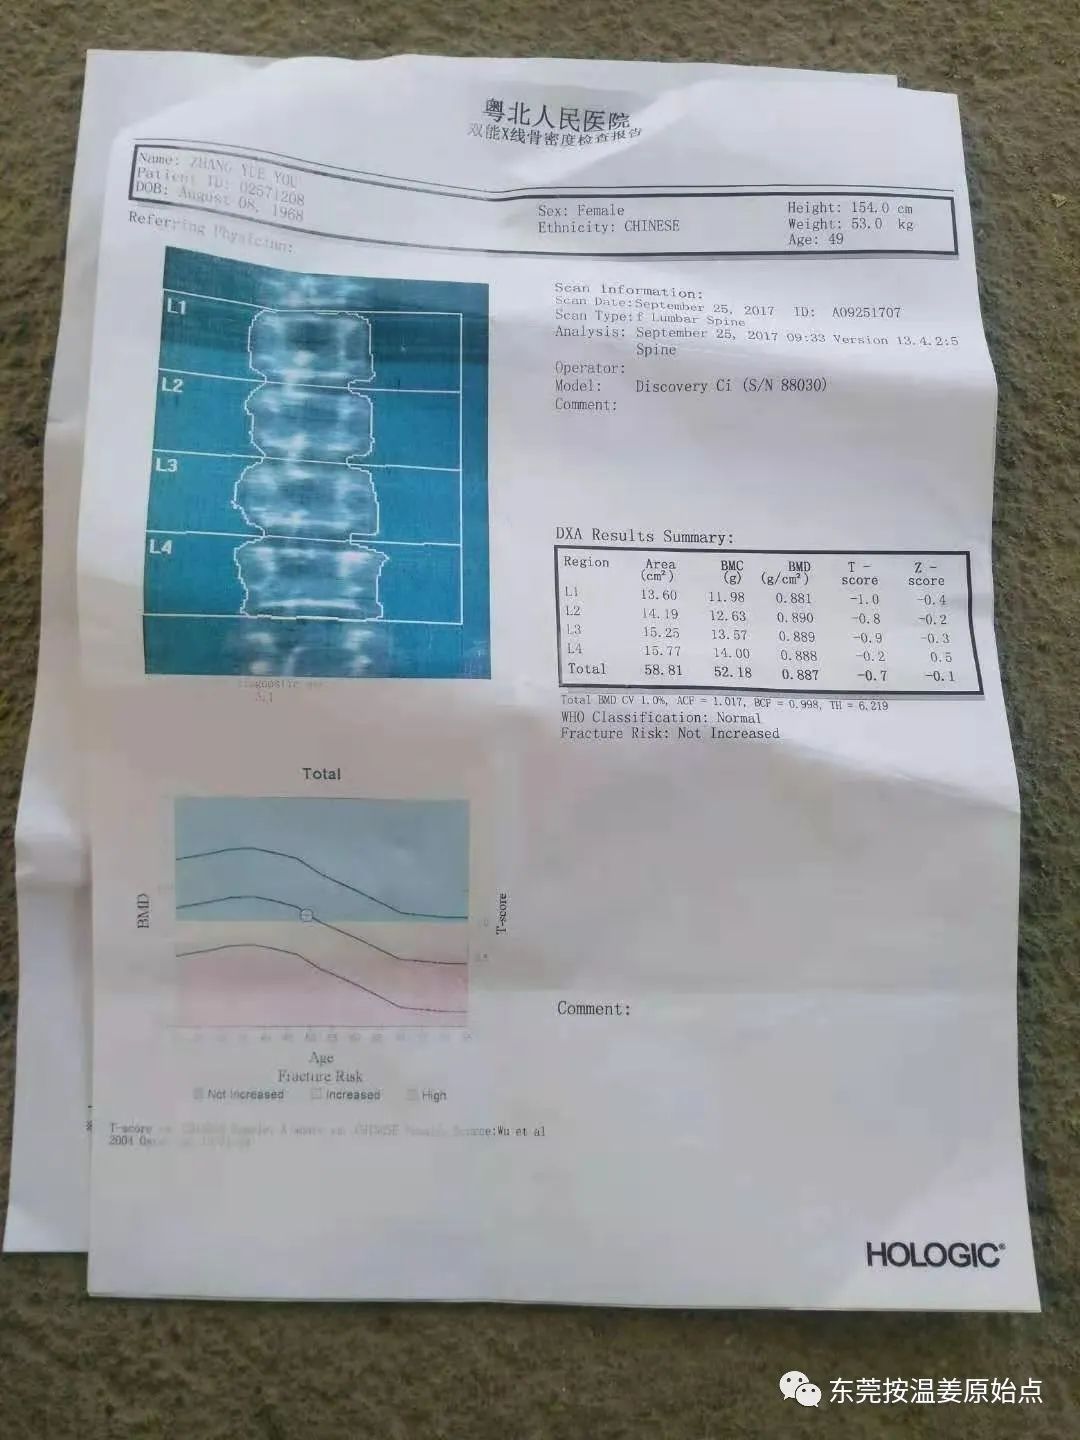 粤北人民医院
双能X线骨密度检查报告
Name: ZHANG YUE YOU
Patient ID: 02571208
DOB: August 08, 1968
Sex: Female
Ethnicity: CHINESE
Height: 154.0 cm
Weight: 53.0 kg
Age: 49
Referring Physician:
L1
L2
L3
L4
3.1
Scan Information:
Scan Date: September 25, 2017 ID: A09251707
Scan Type: f Lumbar Spine
Analysis: September 25, 2017 09:33 Version 13.4.2:5
Spine
Operator:
Model: Discovery Ci (S/N 88030)
Comment:
DXA Results Summary:
Region Area (cm²) BMC (g) BMD (g/cm²) T - score Z - score
L1 13.60 11.98 0.881 -1.0 -0.4
L2 14.19 12.63 0.890 -0.8 -0.2
L3 15.25 13.57 0.889 -0.9 -0.3
L4 15.77 14.00 0.888 -0.2 0.5
Total 58.81 52.18 0.887 -0.7 -0.1
Total BMD CV 1.0%, ACF = 1.017, BCF = 0.998, TH = 6.219
WHO Classification: Normal
Fracture Risk: Not Increased
Total
BMD
T-score
Age
Fracture Risk
Not Increased Increased High
Comment:
T-score CHINESE Source:Wu et al
2004
HOLOGIC®
东莞按温姜原始点